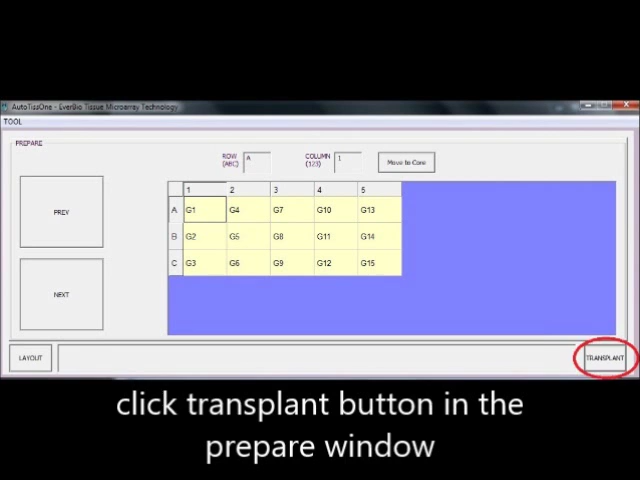 AutoTissOne - EverBio Tissue Microarray Technology
TOOL
PREPARE
ROW (ABC) A COLUMN (123) 1 Move to Core
PREV
NEXT
1 2 3 4 5
A G1 G4 G7 G10 G13
B G2 G5 G8 G11 G14
C G3 G6 G9 G12 G15
LAYOUT TRANSPLANT
click transplant button in the
prepare window